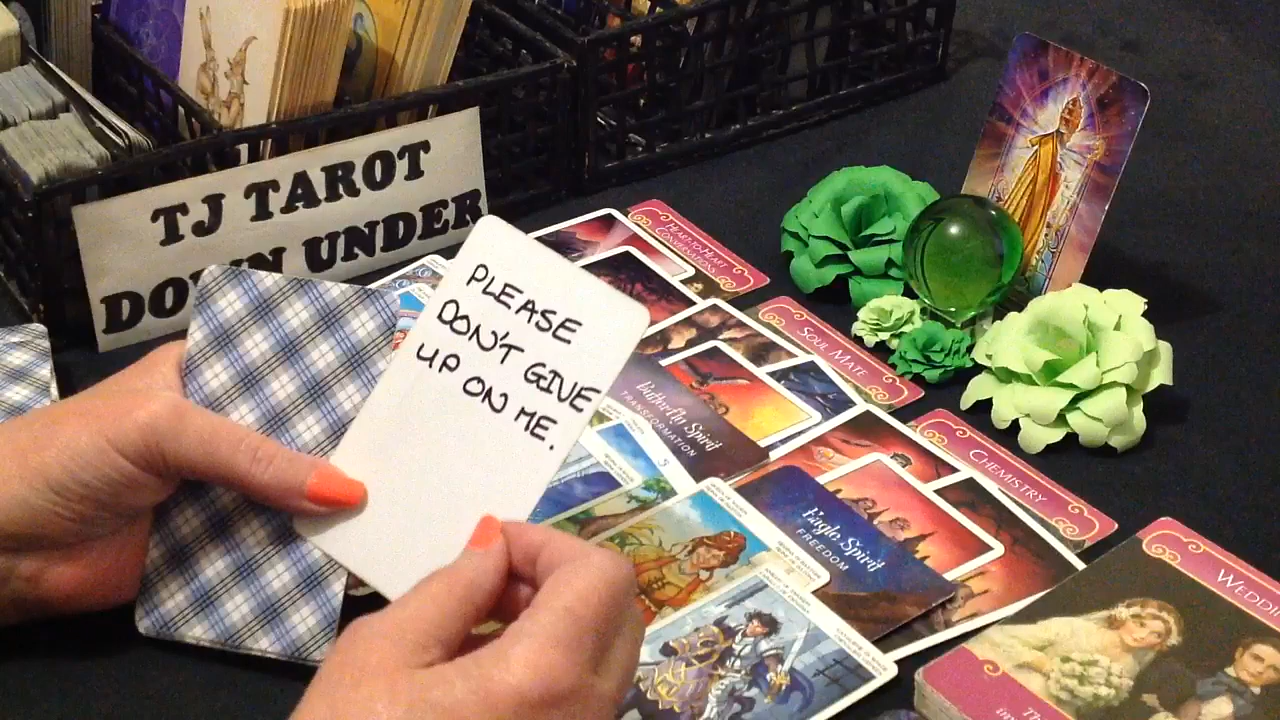 TJ TAROT
DOWN UNDER
PLEASE
DON'T GIVE
UP ON ME.
HEART-TO-HEART
CONVERSATIONS
SOUL MATE
CHEMISTRY
Butterfly Spirit
TRANSFORMATION
Eagle Spirit
FREEDOM